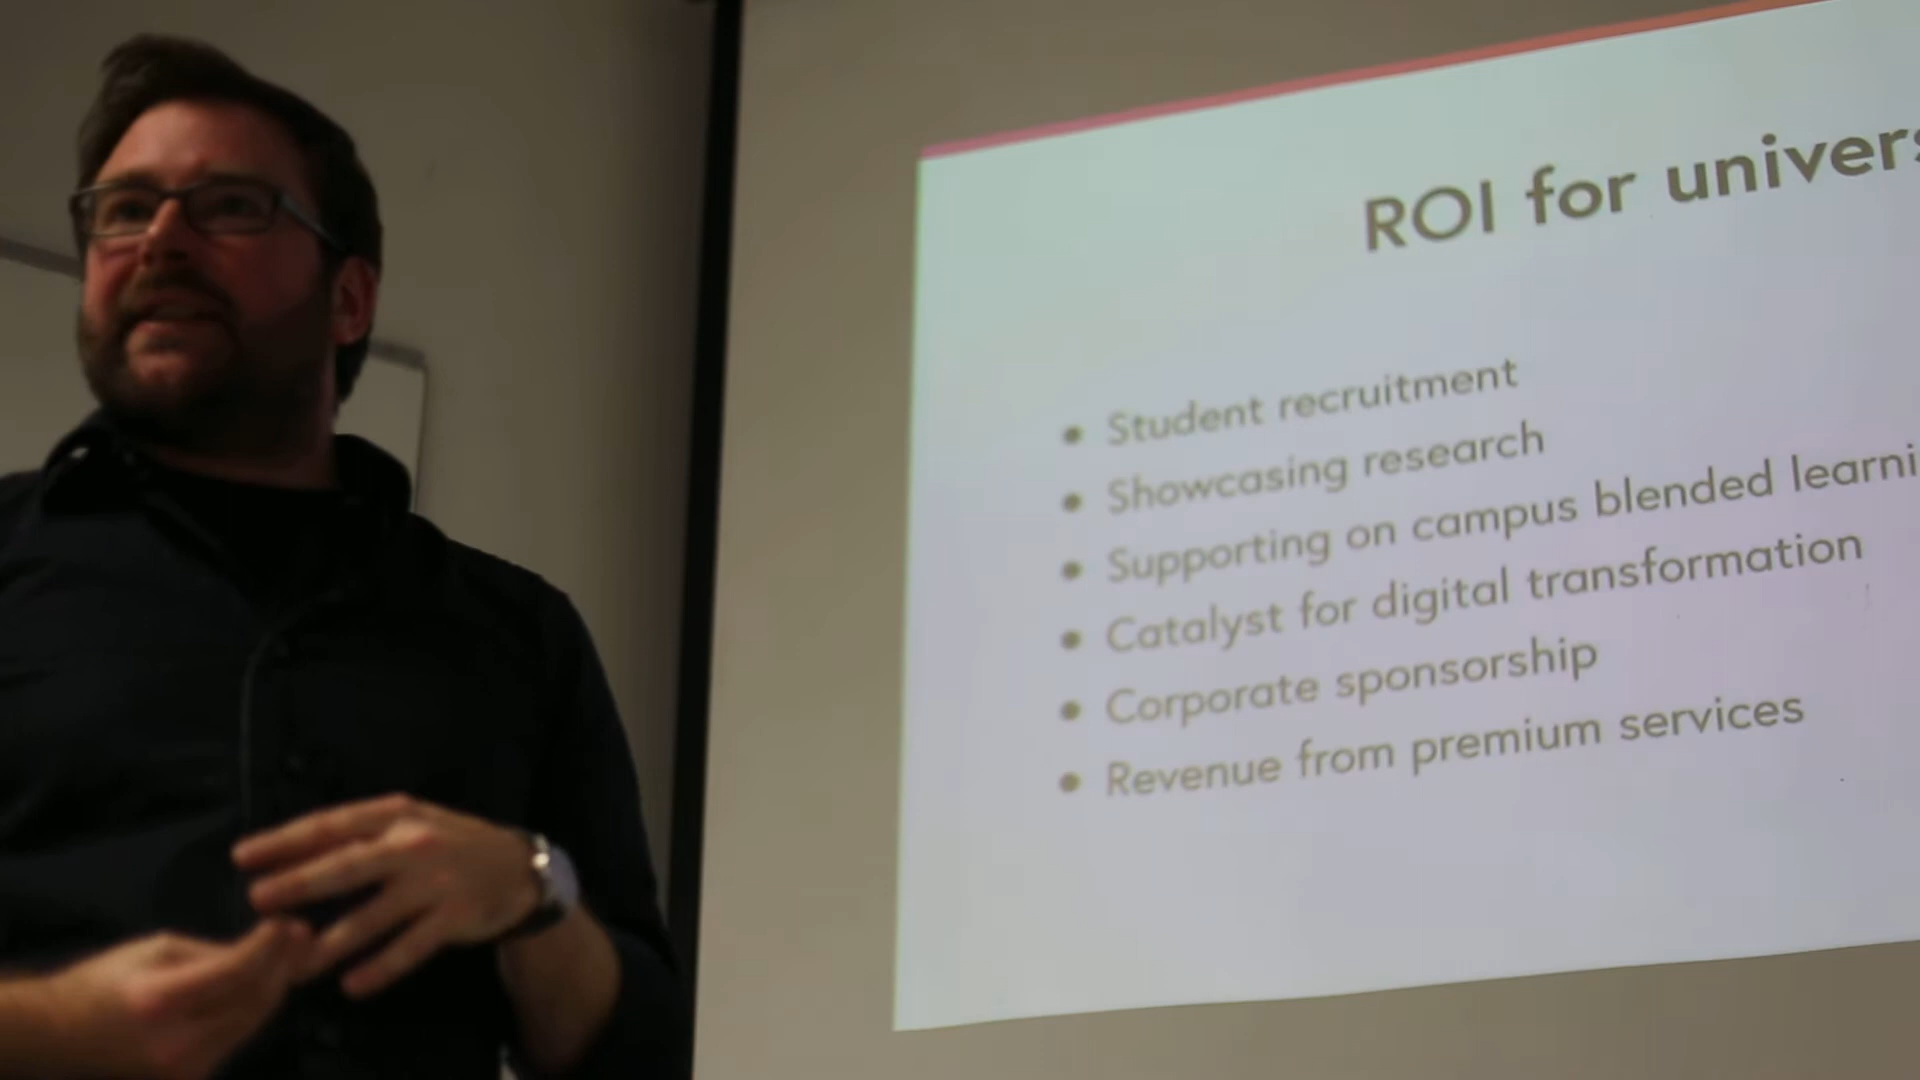 ROI for univers
• Student recruitment
• Showcasing research
• Supporting on campus blended learni
• Catalyst for digital transformation
• Corporate sponsorship
• Revenue from premium services